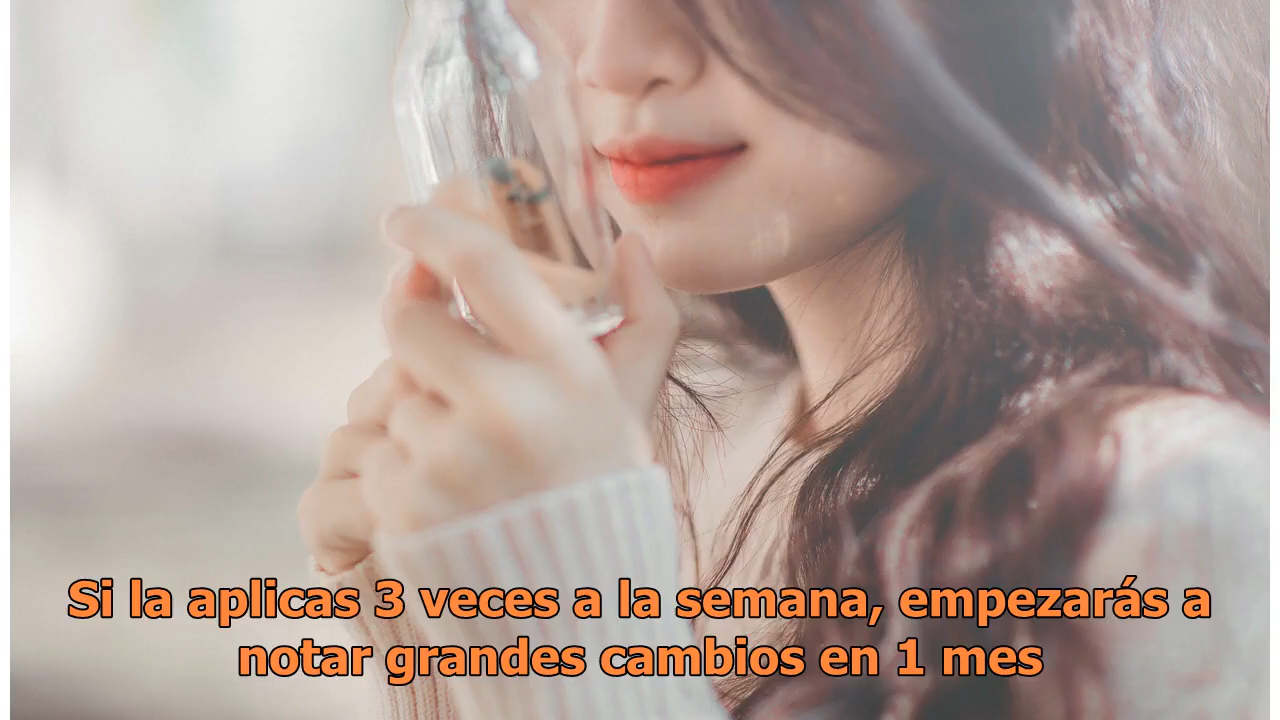 Si la aplicas 3 veces a la semana, empezarás a
notar grandes cambios en 1 mes